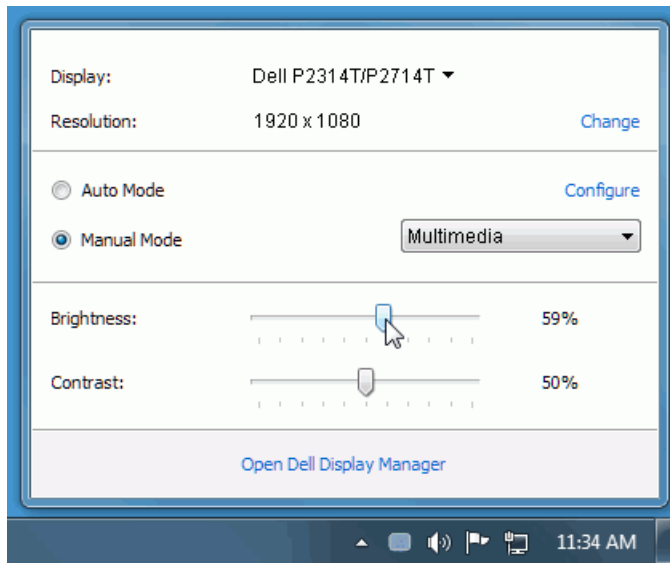 Display: Dell P2314T/P2714T
Resolution: 1920 x 1080 Change
Auto Mode Configure
Manual Mode Multimedia
Brightness: 59%
Contrast: 50%
Open Dell Display Manager
11:34 AM